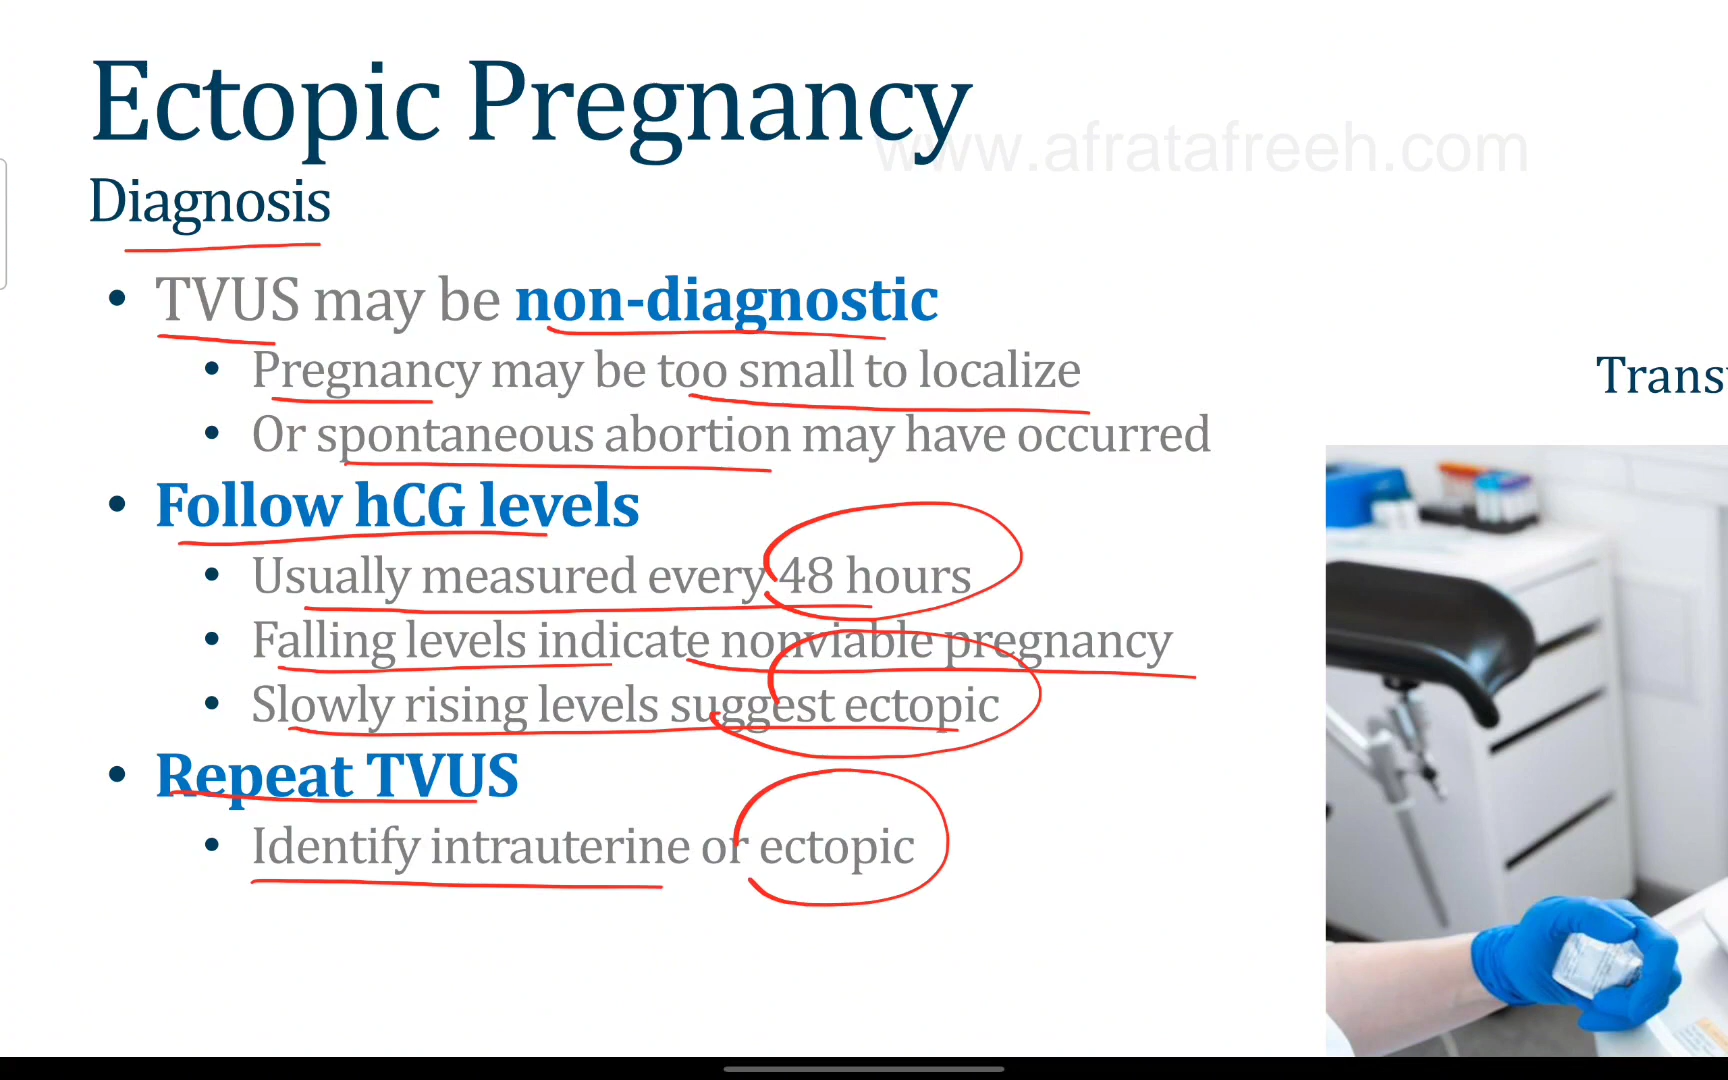 Ectopic Pregnancy
www.afratafreeh.com
Diagnosis
• TVUS may be non-diagnostic
• Pregnancy may be too small to localize
• Or spontaneous abortion may have occurred
• Follow hCG levels
• Usually measured every 48 hours
• Falling levels indicate nonviable pregnancy
• Slowly rising levels suggest ectopic
• Repeat TVUS
• Identify intrauterine or ectopic